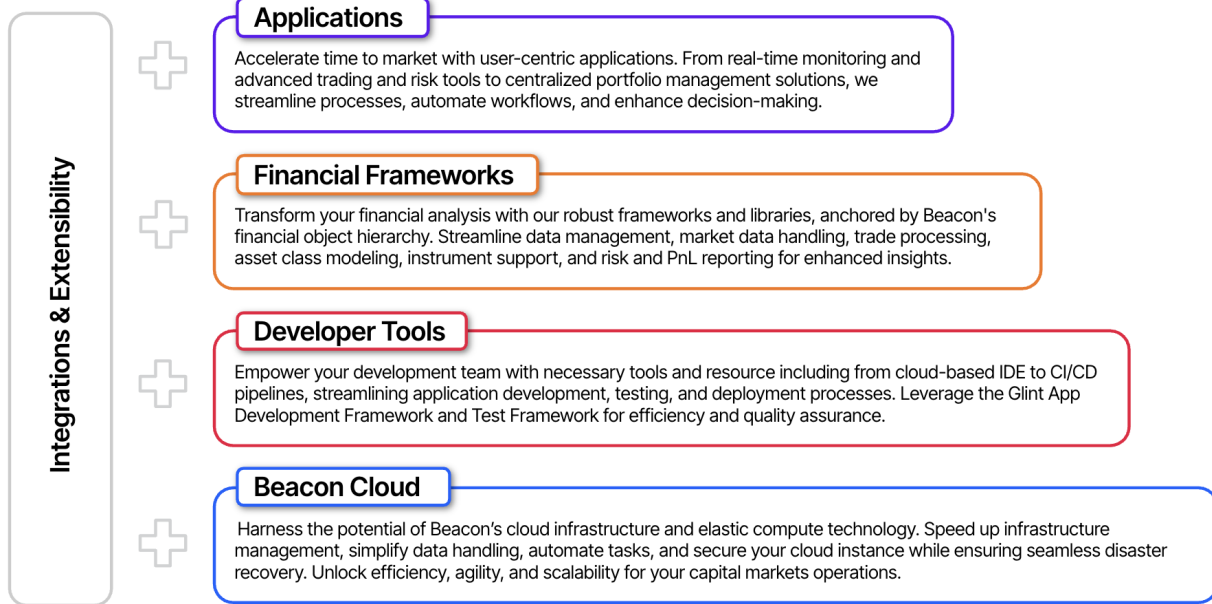 Integrations & Extensibility
Applications
Accelerate time to market with user-centric applications. From real-time monitoring and
advanced trading and risk tools to centralized portfolio management solutions, we
streamline processes, automate workflows, and enhance decision-making.
Financial Frameworks
Transform your financial analysis with our robust frameworks and libraries, anchored by Beacon's
financial object hierarchy. Streamline data management, market data handling, trade processing,
asset class modeling, instrument support, and risk and PnL reporting for enhanced insights.
Developer Tools
Empower your development team with necessary tools and resource including from cloud-based IDE to CI/CD
pipelines, streamlining application development, testing, and deployment processes. Leverage the Glint App
Development Framework and Test Framework for efficiency and quality assurance.
Beacon Cloud
Harness the potential of Beacon’s cloud infrastructure and elastic compute technology. Speed up infrastructure
management, simplify data handling, automate tasks, and secure your cloud instance while ensuring seamless disaster
recovery. Unlock efficiency, agility, and scalability for your capital markets operations.